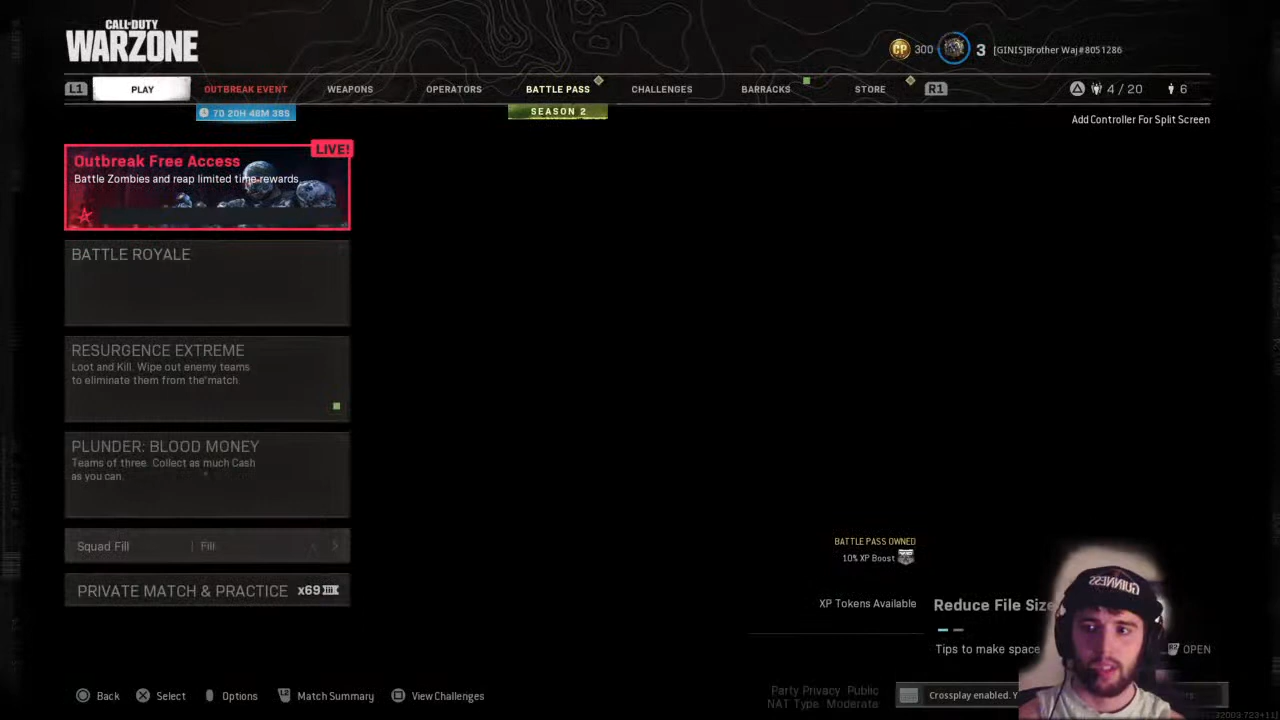 CALL OF DUTY
WARZONE
CP 300 3 [GINIS]Brother Waj#8051286
L1 PLAY OUTBREAK EVENT WEAPONS OPERATORS BATTLE PASS CHALLENGES BARRACKS STORE R1 4 / 20 6
7D 20H 48M 38S SEASON 2
Add Controller For Split Screen
LIVE!
Outbreak Free Access
Battle Zombies and reap limited time rewards
BATTLE ROYALE
RESURGENCE EXTREME
Loot and Kill. Wipe out enemy teams
to eliminate them from the match.
PLUNDER: BLOOD MONEY
Teams of three. Collect as much Cash
as you can.
Squad Fill Fill
PRIVATE MATCH & PRACTICE x69
BATTLE PASS OWNED
10% XP Boost
XP Tokens Available
Reduce File Size
Tips to make space OPEN
GUINNESS
Back Select Options L2 Match Summary View Challenges
Party Privacy Public
NAT Type Moderate
Crossplay enabled. Y